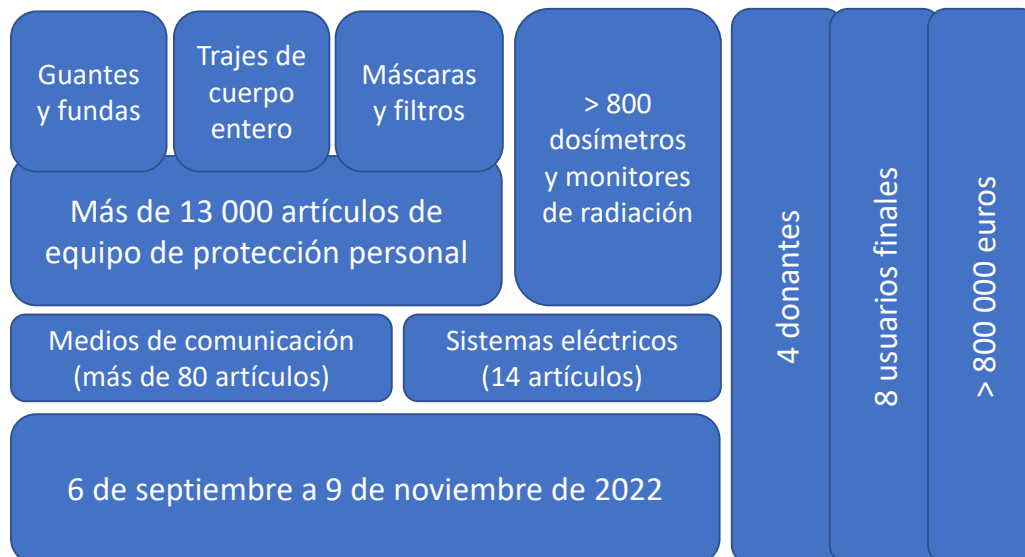 Guantes
y fundas
Trajes de
cuerpo
entero
Máscaras
y filtros
> 800
dosímetros
y monitores
de radiación
Más de 13 000 artículos de
equipo de protección personal
Medios de comunicación
(más de 80 artículos)
Sistemas eléctricos
(14 artículos)
6 de septiembre a 9 de noviembre de 2022
4 donantes
8 usuarios finales
> 800 000 euros